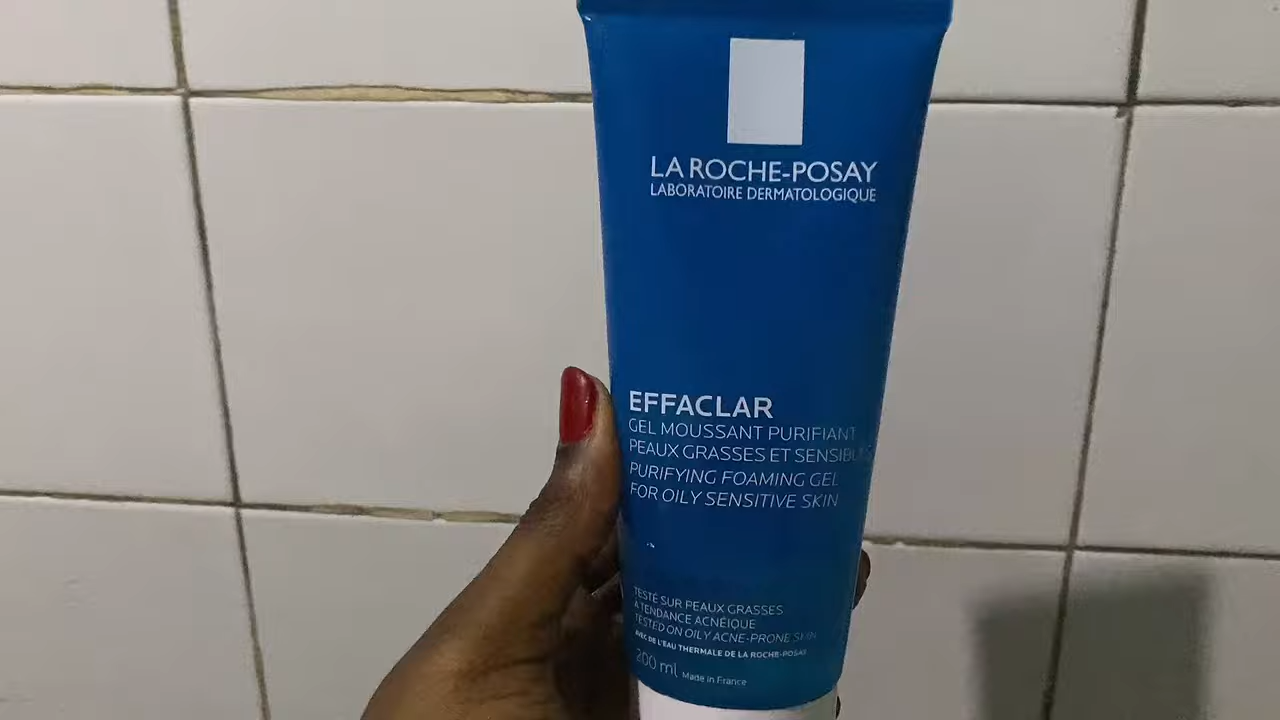 LA ROCHE-POSAY
LABORATOIRE DERMATOLOGIQUE
EFFACLAR
GEL MOUSSANT PURIFIANT
PEAUX GRASSES ET SENSIBLES
PURIFYING FOAMING GEL
FOR OILY SENSITIVE SKIN
TESTÉ SUR PEAUX GRASSES
À TENDANCE ACNÉIQUE
TESTED ON OILY ACNE-PRONE SKIN
AVEC DE L'EAU THERMALE DE LA ROCHE-POSAY
200 ml Made in France